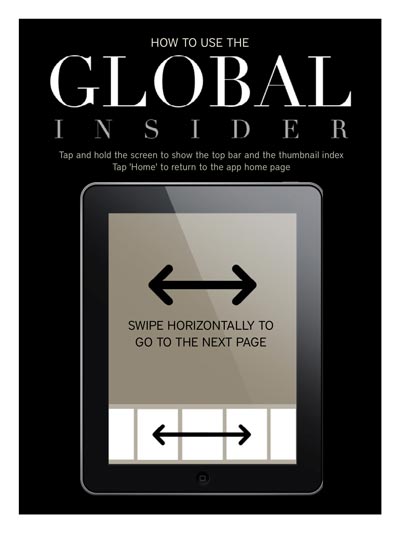 HOW TO USE THE
GLOBAL
INSIDER
Tap and hold the screen to show the top bar and the thumbnail index
Tap 'Home' to return to the app home page
SWIPE HORIZONTALLY TO
GO TO THE NEXT PAGE